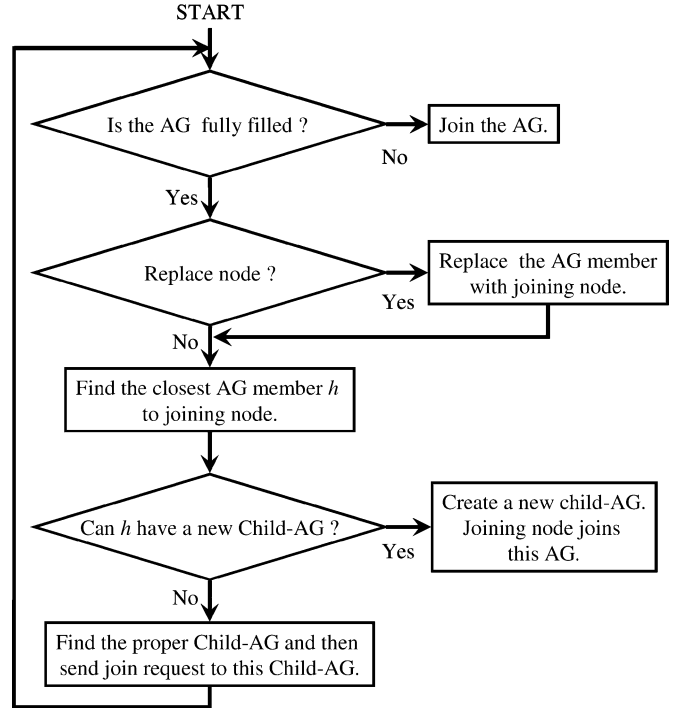 START
Is the AG fully filled ?
No
Join the AG.
Yes
Replace node ?
Yes
Replace the AG member
with joining node.
No
Find the closest AG member h
to joining node.
Can h have a new Child-AG ?
Yes
Create a new child-AG.
Joining node joins
this AG.
No
Find the proper Child-AG and then
send join request to this Child-AG.